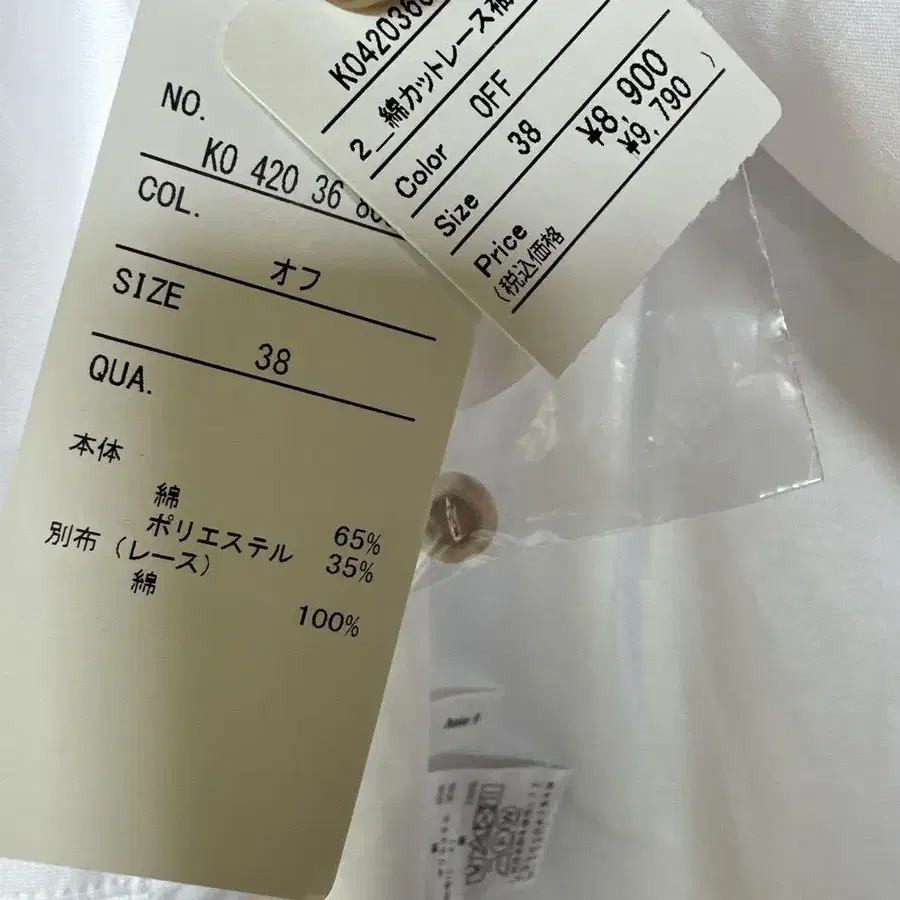 NO.
KO 420 36
COL.
オフ
SIZE
38
QUA.
本体
綿 65%
ポリエステル 35%
別布(レース)
綿 100%
KO42036
2__綿カットレース袖
Color OFF
Size 38
Price ¥8,900
(税込価格 ¥9,790 )